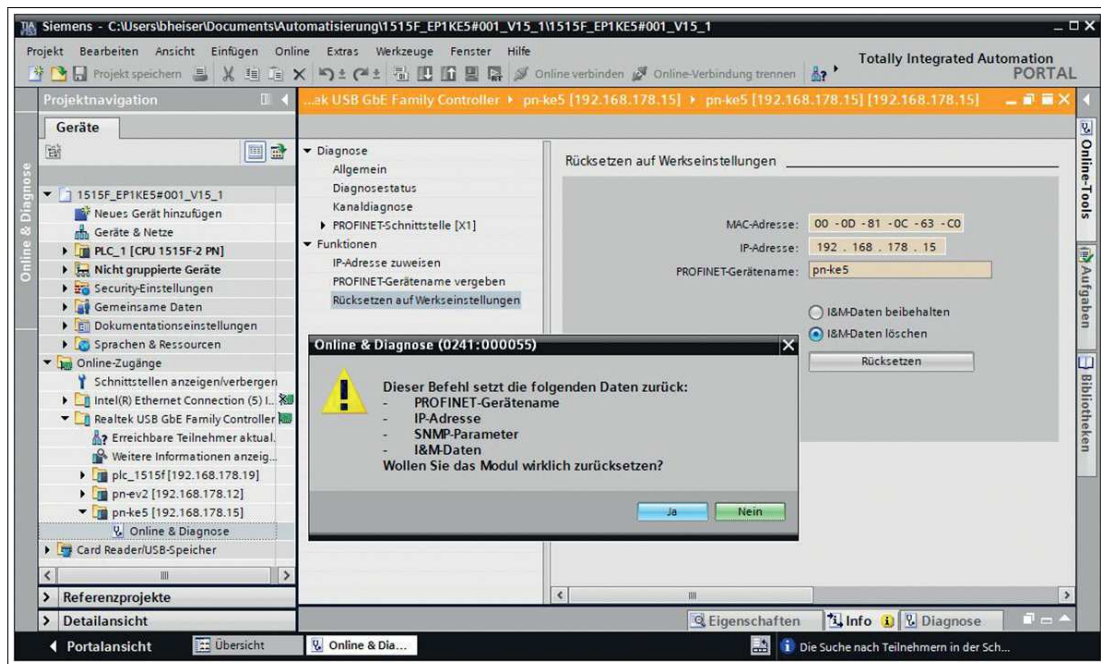 Siemens - C:\Users\bheiser\Documents\Automatisierung\1515F_EP1KE5#001_V15_1\1515F_EP1KE5#001_V15_1
Projekt Bearbeiten Ansicht Einfügen Online Extras Werkzeuge Fenster Hilfe
Totally Integrated Automation
PORTAL
Projekt speichern
Online verbinden
Online-Verbindung trennen
Projektnavigation
...ek USB GbE Family Controller pn-ke5 [192.168.178.15] pn-ke5 [192.168.178.15] [192.168.178.15]
Geräte
Online & Diagnose
1515F_EP1KE5#001_V15_1
Neues Gerät hinzufügen
Geräte & Netze
PLC_1 [CPU 1515F-2 PN]
Nicht gruppierte Geräte
Security-Einstellungen
Gemeinsame Daten
Dokumentationseinstellungen
Sprachen & Ressourcen
Online-Zugänge
Schnittstellen anzeigen/verbergen
Intel(R) Ethernet Connection (5) I...
Realtek USB GbE Family Controller
Erreichbare Teilnehmer aktual.
Weitere Informationen anzeig...
plc_1515f [192.168.178.19]
pn-ev2 [192.168.178.12]
pn-ke5 [192.168.178.15]
Online & Diagnose
Card Reader/USB-Speicher
Referenzprojekte
Detailansicht
Diagnose
Allgemein
Diagnosestatus
Kanaldiagnose
PROFINET-Schnittstelle [X1]
Funktionen
IP-Adresse zuweisen
PROFINET-Gerätename vergeben
Rücksetzen auf Werkseinstellungen
Rücksetzen auf Werkseinstellungen
MAC-Adresse: 00 -0D -81 -0C -63 -C0
IP-Adresse: 192 . 168 . 178 . 15
PROFINET-Gerätename: pn-ke5
I&M-Daten beibehalten
I&M-Daten löschen
Rücksetzen
Online & Diagnose (0241:000055)
Dieser Befehl setzt die folgenden Daten zurück:
- PROFINET-Gerätename
- IP-Adresse
- SNMP-Parameter
- I&M-Daten
Wollen Sie das Modul wirklich zurücksetzen?
Ja
Nein
Online-Tools
Aufgaben
Bibliotheken
Eigenschaften
Info
Diagnose
Portalansicht
Übersicht
Online & Dia...
Die Suche nach Teilnehmern in der Sch...